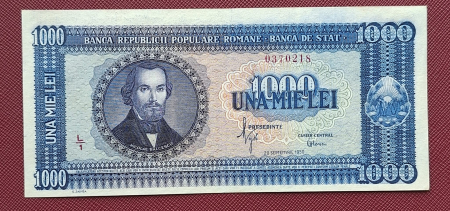 1000
BANCA REPUBLICII POPULARE ROMANE - BANCA DE STAT
1000
0370218
1000
UNA MIE LEI
UNA MIE LEI
L/1
PRESEDINTE
CASIER CENTRAL
1000
1000